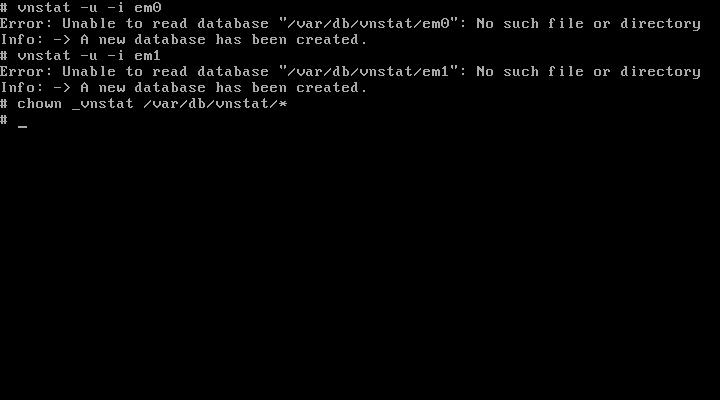 # vnstat -u -i em0
Error: Unable to read database "/var/db/vnstat/em0": No such file or directory
Info: -> A new database has been created.
# vnstat -u -i em1
Error: Unable to read database "/var/db/vnstat/em1": No such file or directory
Info: -> A new database has been created.
# chown _vnstat /var/db/vnstat/*
# _